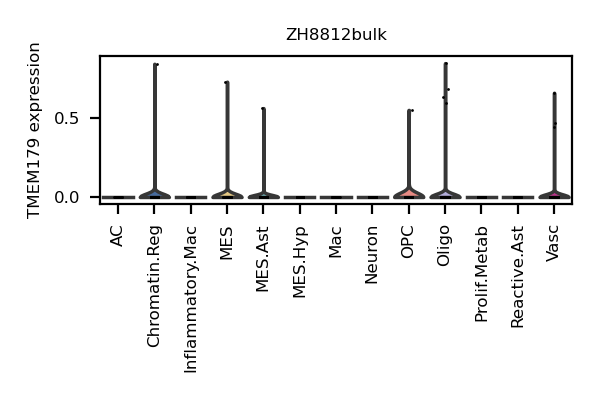 ZH8812bulk
TMEM179 expression
0.5
0.0
AC
Chromatin.Reg
Inflammatory.Mac
MES
MES.Ast
MES.Hyp
Mac
Neuron
OPC
Oligo
Prolif.Metab
Reactive.Ast
Vasc